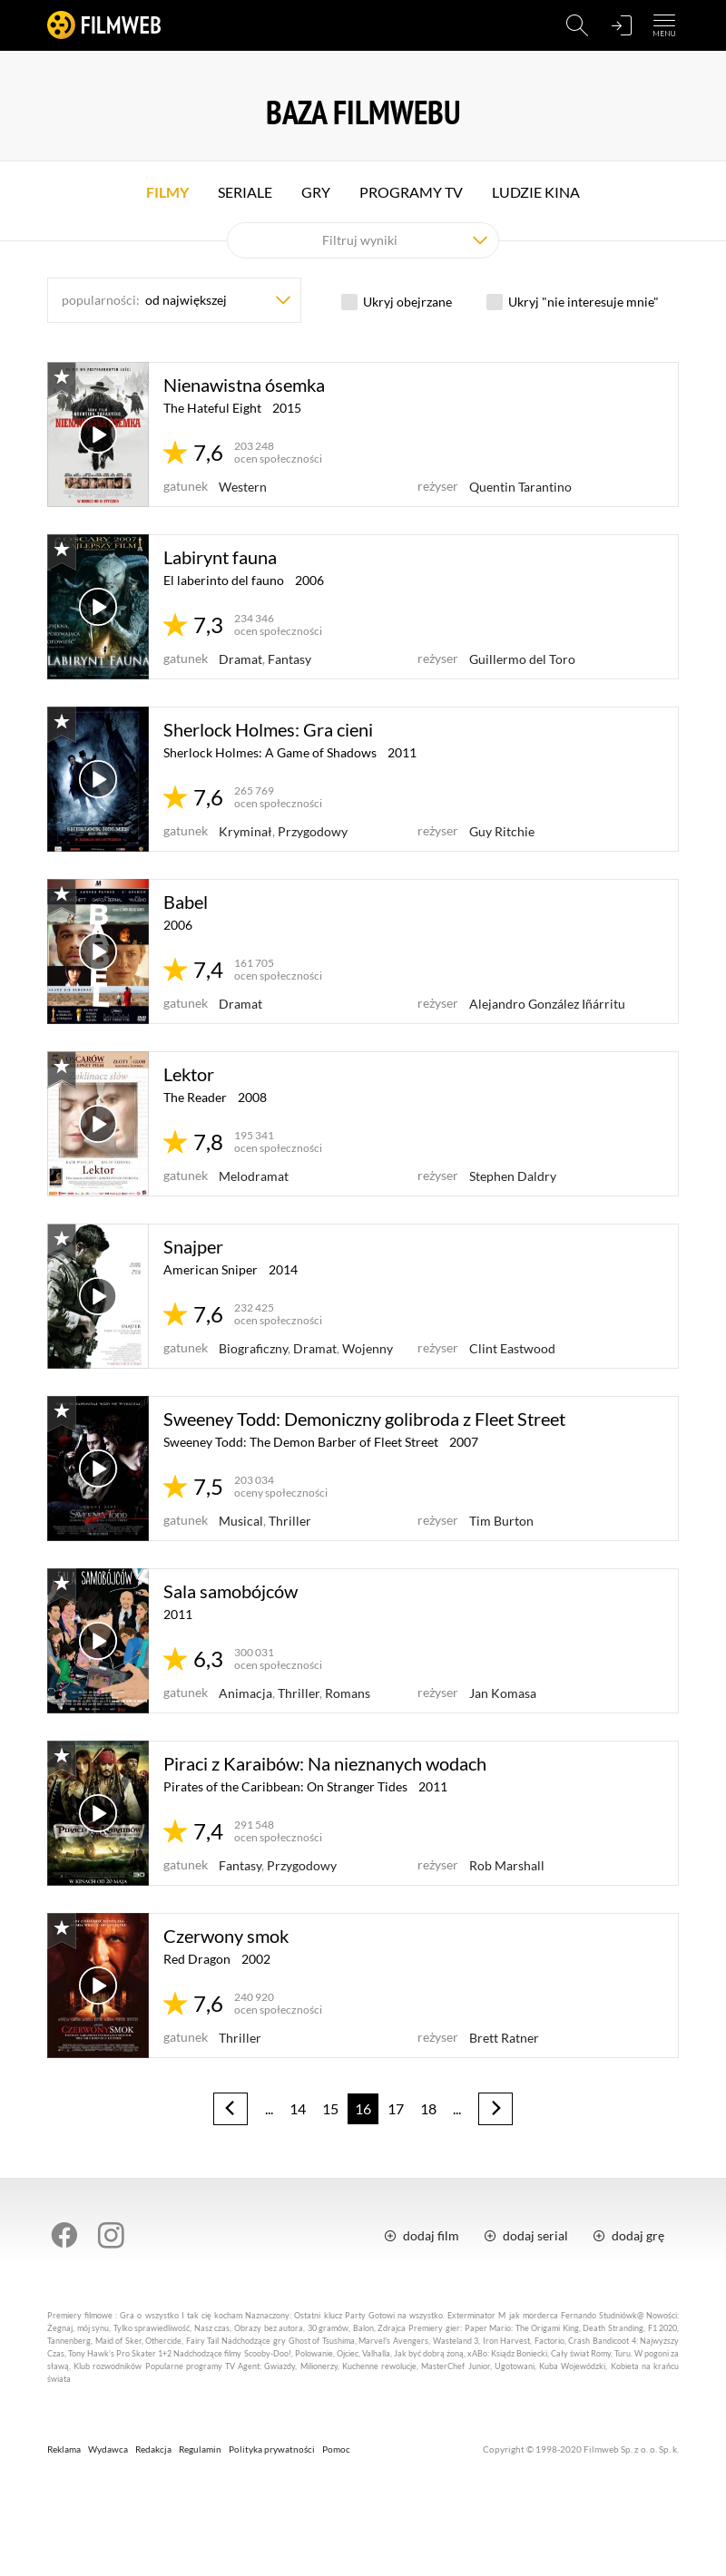 FILMWEB
MENU
BAZA FILMWEBU
FILMY SERIALE GRY PROGRAMY TV LUDZIE KINA
Filtruj wyniki
popularności: od największej Ukryj obejrzane Ukryj "nie interesuje mnie"
Nienawistna ósemka
The Hateful Eight 2015
7,6 203 248
ocen społeczności
gatunek Western reżyser Quentin Tarantino
Labirynt fauna
El laberinto del fauno 2006
7,3 234 346
ocen społeczności
gatunek Dramat, Fantasy reżyser Guillermo del Toro
LABIRYNT FAUNA
Sherlock Holmes: Gra cieni
Sherlock Holmes: A Game of Shadows 2011
7,6 265 769
ocen społeczności
gatunek Kryminał, Przygodowy reżyser Guy Ritchie
SHERLOCK HOLMES
Babel
2006
7,4 161 705
ocen społeczności
gatunek Dramat reżyser Alejandro González Iñárritu
Lektor
The Reader 2008
7,8 195 341
ocen społeczności
gatunek Melodramat reżyser Stephen Daldry
Lektor
Snajper
American Sniper 2014
7,6 232 425
ocen społeczności
gatunek Biograficzny, Dramat, Wojenny reżyser Clint Eastwood
SNAJPER
Sweeney Todd: Demoniczny golibroda z Fleet Street
Sweeney Todd: The Demon Barber of Fleet Street 2007
7,5 203 034
oceny społeczności
gatunek Musical, Thriller reżyser Tim Burton
SWEENEY TODD
Sala samobójców
2011
6,3 300 031
ocen społeczności
gatunek Animacja, Thriller, Romans reżyser Jan Komasa
SAMOBÓJCÓW
Piraci z Karaibów: Na nieznanych wodach
Pirates of the Caribbean: On Stranger Tides 2011
7,4 291 548
ocen społeczności
gatunek Fantasy, Przygodowy reżyser Rob Marshall
W KINACH OD 20 MAJA
Czerwony smok
Red Dragon 2002
7,6 240 920
ocen społeczności
gatunek Thriller reżyser Brett Ratner
CZERWONY SMOK
... 14 15 16 17 18 ...
dodaj film dodaj serial dodaj grę
Premiery filmowe : Gra o wszystko I tak cię kocham Naznaczony: Ostatni klucz Party Gotowi na wszystko. Exterminator M jak morderca Fernando Studniówk@ Nowości:
Żegnaj, mój synu, Tylko sprawiedliwość, Nasz czas, Obrazy bez autora, 30 gramów, Balon, Zdrajca Premiery gier: Paper Mario: The Origami King, Death Stranding, F1 2020,
Tannenberg, Maid of Sker, Othercide, Fairy Tail Nadchodzące gry Ghost of Tsushima, Marvel's Avengers, Wasteland 3, Iron Harvest, Factorio, Crash Bandicoot 4: Najwyższy
Czas, Tony Hawk's Pro Skater 1+2 Nadchodzące filmy Scooby-Doo!, Polowanie, Ojciec, Valhalla, Jak być dobrą żoną, xABo: Ksiądz Boniecki, Cały świat Romy, Turu. W pogoni za
sławą, Klub rozwodników Popularne programy TV Agent: Gwiazdy, Milionerzy, Kuchenne rewolucje, MasterChef Junior, Ugotowani, Kuba Wojewódzki, Kobieta na krańcu
świata
Reklama Wydawca Redakcja Regulamin Polityka prywatności Pomoc Copyright © 1998-2020 Filmweb Sp. z o. o. Sp. k.